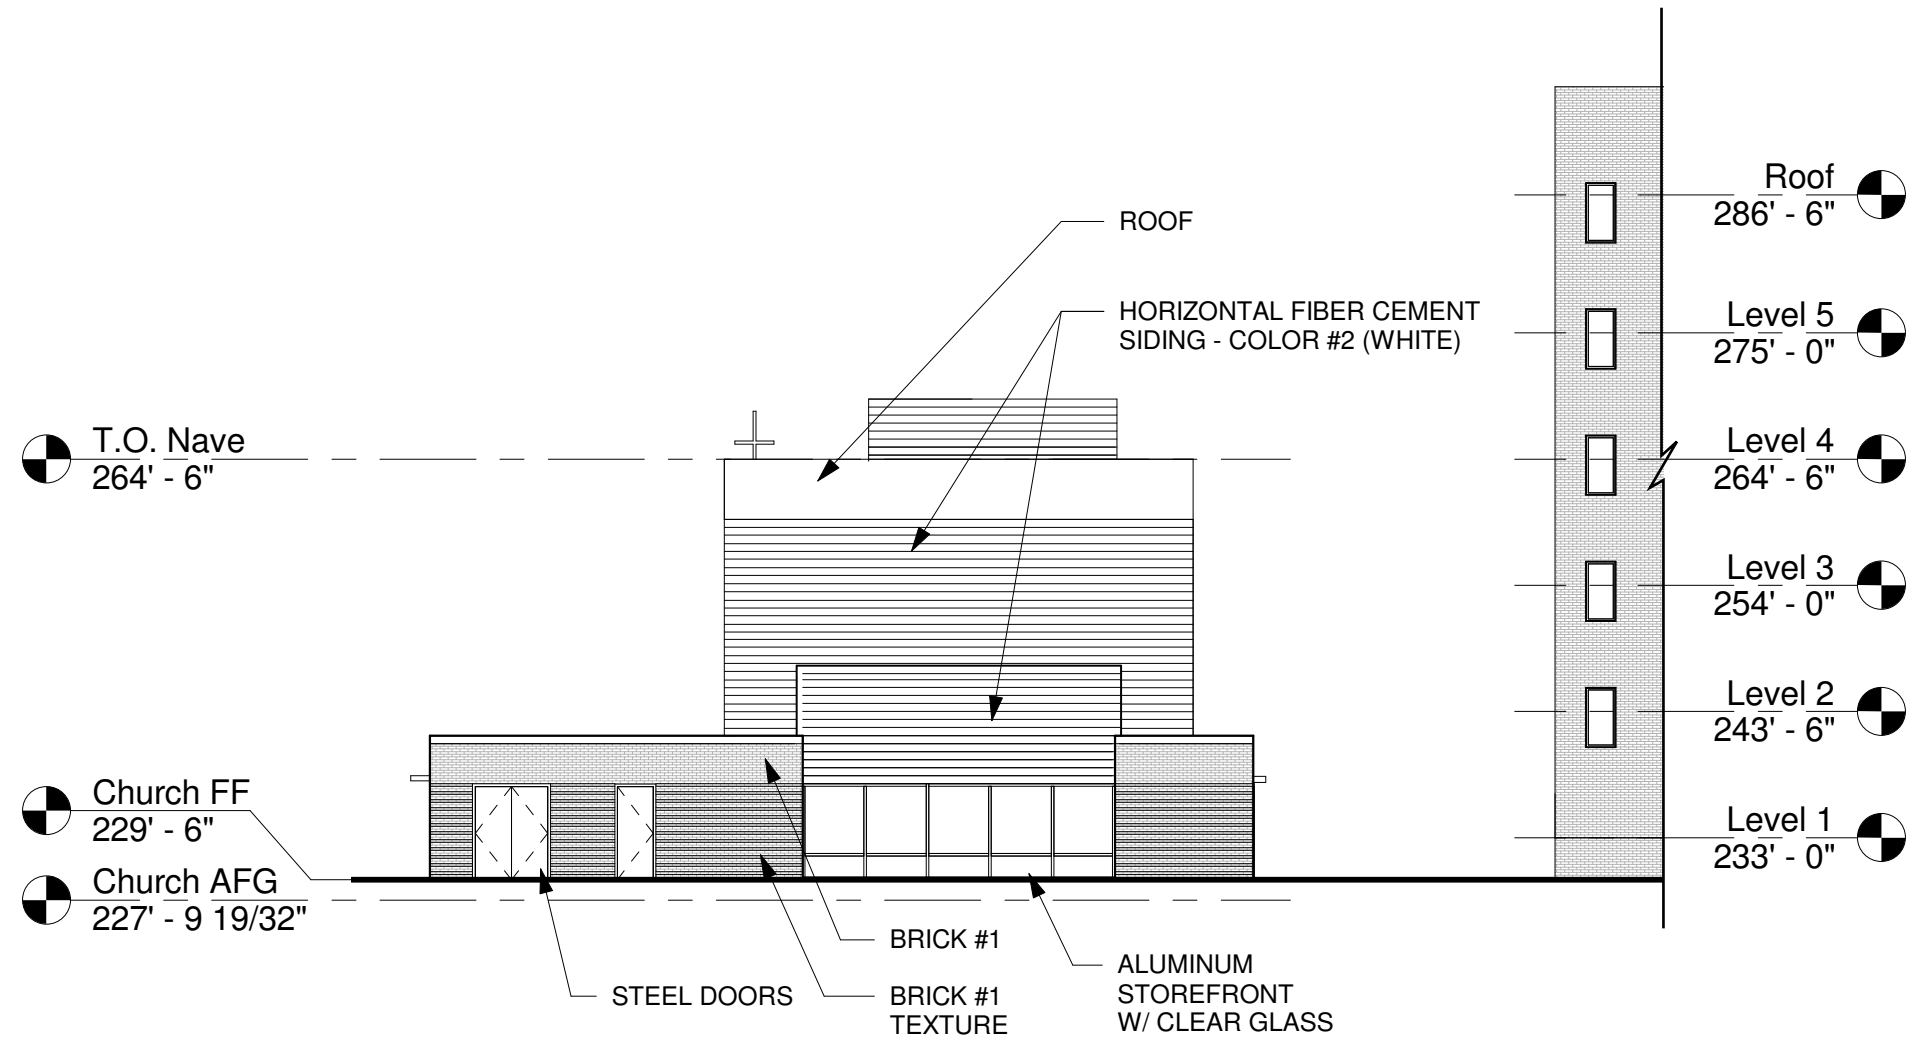 Roof
286' - 6"
ROOF
HORIZONTAL FIBER CEMENT
SIDING - COLOR #2 (WHITE)
Level 5
275' - 0"
T.O. Nave
264' - 6"
Level 4
264' - 6"
Level 3
254' - 0"
Level 2
243' - 6"
Church FF
229' - 6"
Level 1
233' - 0"
Church AFG
227' - 9 19/32"
BRICK #1
STEEL DOORS
BRICK #1
TEXTURE
ALUMINUM
STOREFRONT
W/ CLEAR GLASS